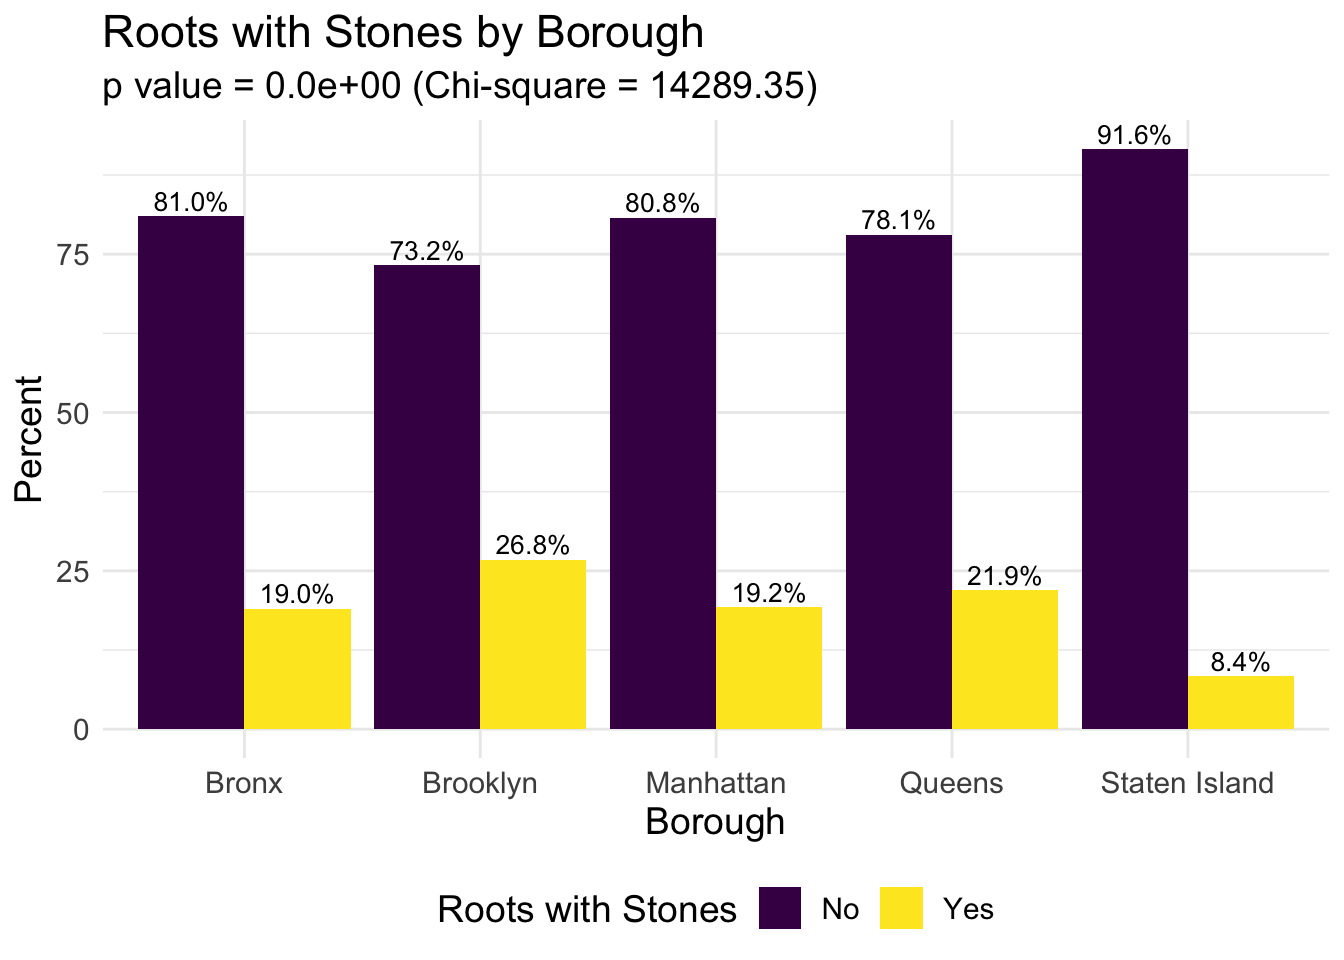 Roots with Stones by Borough
p value = 0.0e+00 (Chi-square = 14289.35)
91.6%
81.0%
80.8%
78.1%
73.2%
75
50
Percent
26.8%
25
21.9%
19.0%
19.2%
8.4%
0
Bronx Brooklyn Manhattan Queens Staten Island
Borough
Roots with Stones No Yes